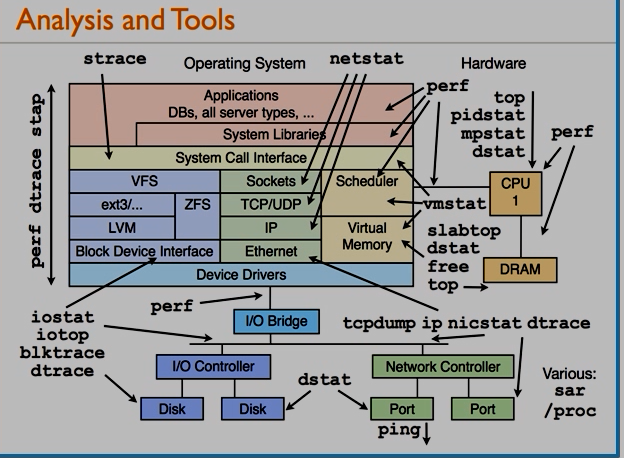 Analysis and Tools
strace
Operating System
netstat
Hardware
perf
Applications
DBs, all server types, ...
System Libraries
System Call Interface
VFS
Sockets
Scheduler
ext3/...
ZFS
TCP/UDP
LVM
IP
Virtual
Memory
Block Device Interface
Ethernet
Device Drivers
perf dtrace stap
top
pidstat
mpstat
dstat
perf
CPU
1
vmstat
slabtop
dstat
free
top
DRAM
iostat
iotop
blktrace
dtrace
perf
I/O Bridge
tcpdump ip nicstat dtrace
I/O Controller
Network Controller
dstat
Disk
Disk
Port
Port
ping
Various:
sar
/proc